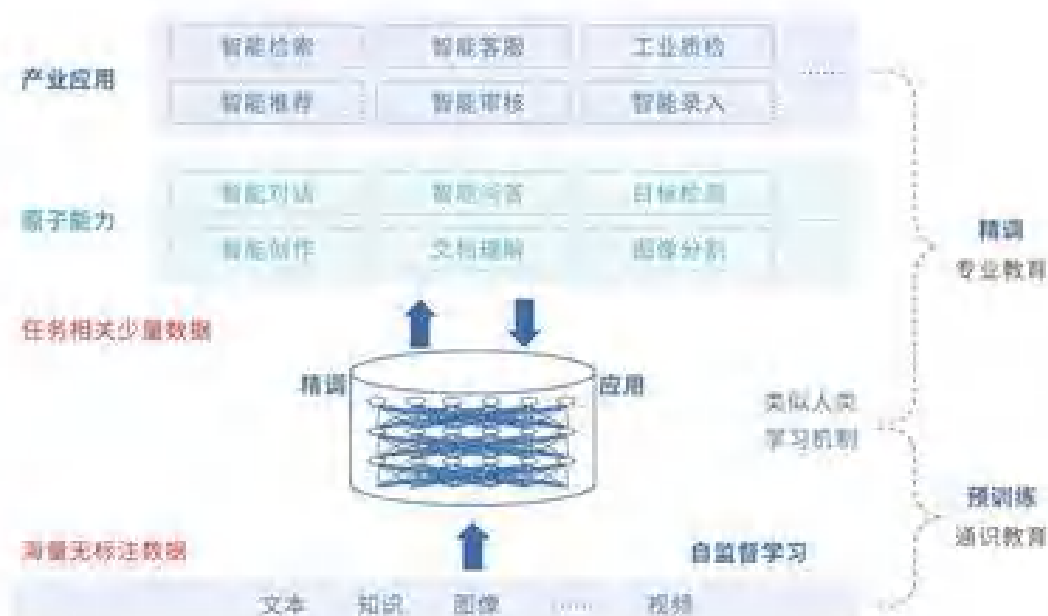 智能检索 智能客服 工业质检
产业应用 ……
智能推荐 智能审核 智能录入
智能对话 智能问答 目标检测
原子能力
智能创作 文档理解 图像分割
精调
专业教育
任务相关少量数据
精调 应用
类似人类
学习机制
预训练
通识教育
海量无标注数据 自监督学习
文本 知识 图像 …… 视频